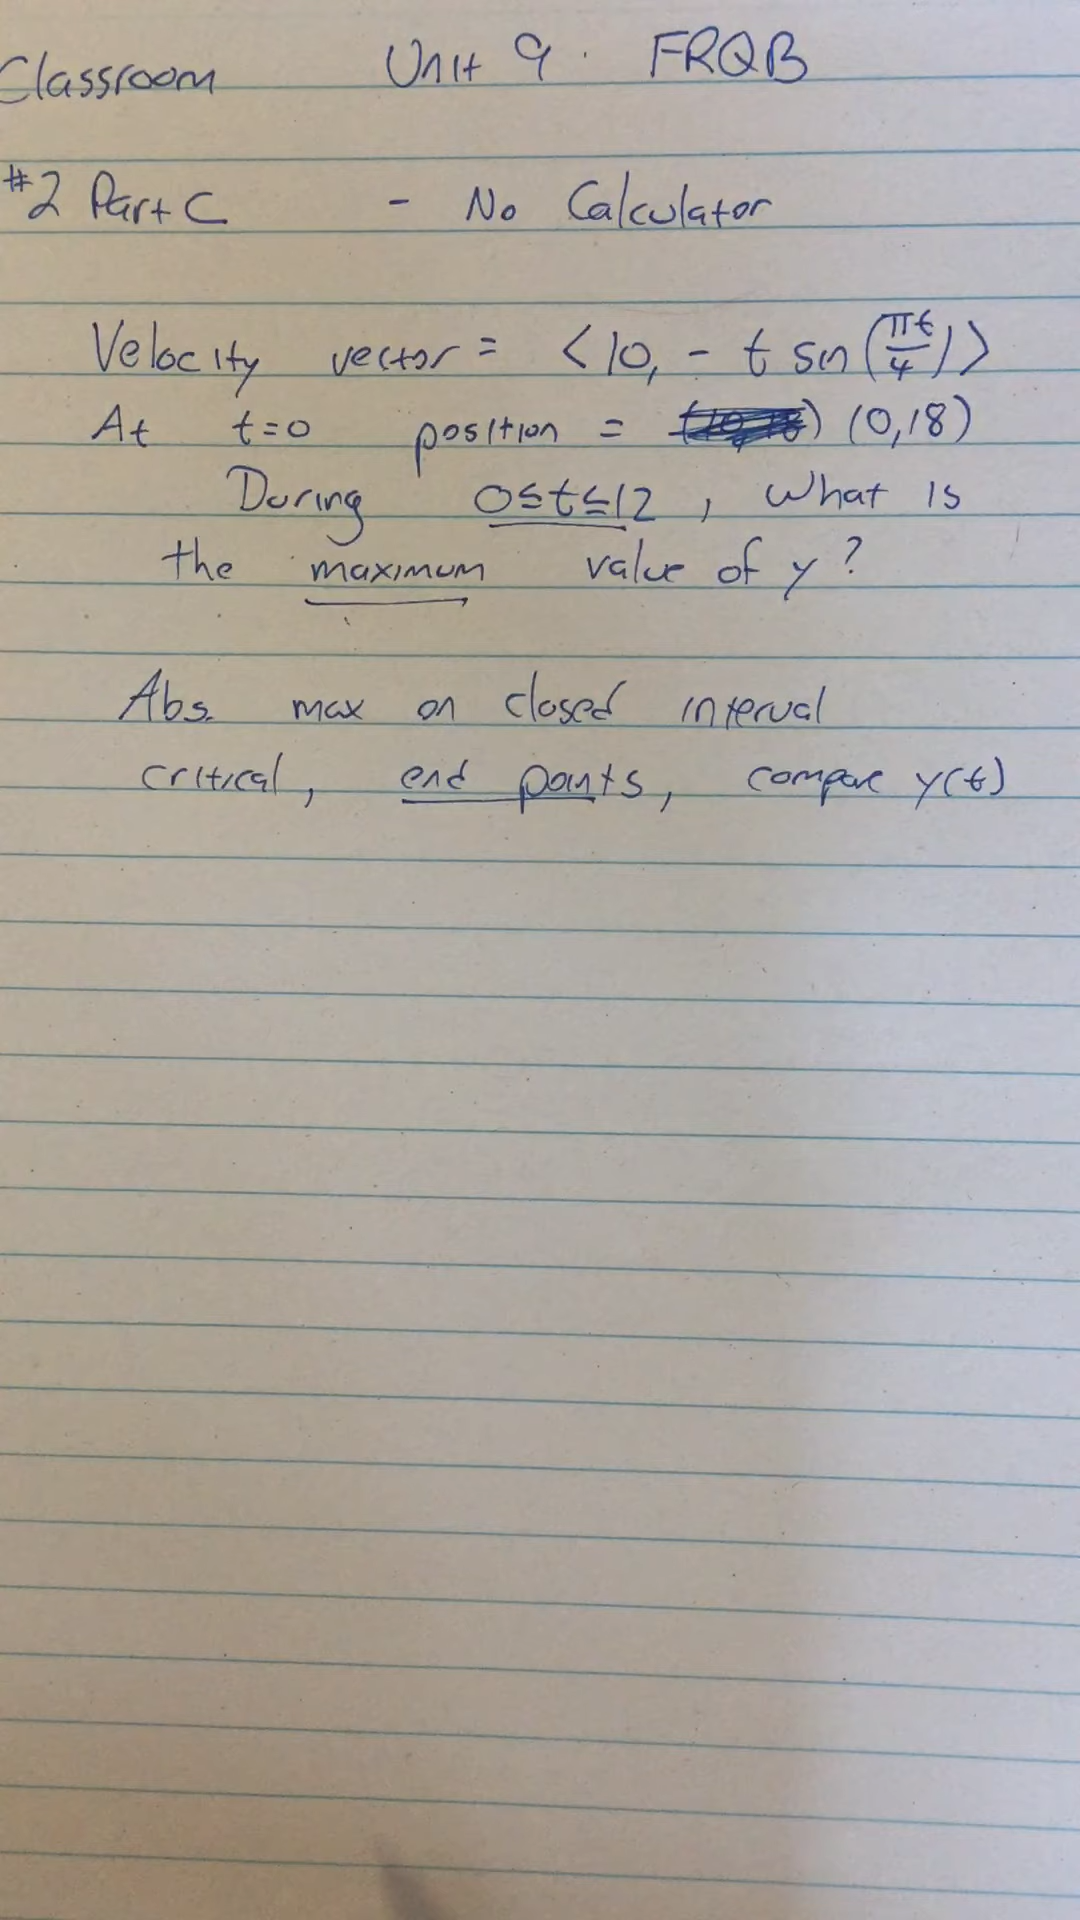 Classroom Unit 9. FRQB
#2 Part C - No Calculator
Velocity vector = <10, - t sin(πt/4)>
At t=0 position = (0,18)
During 0≤t≤12, What is
the maximum value of y?
Abs. max on closed interval
critical, end points, compare y(t)